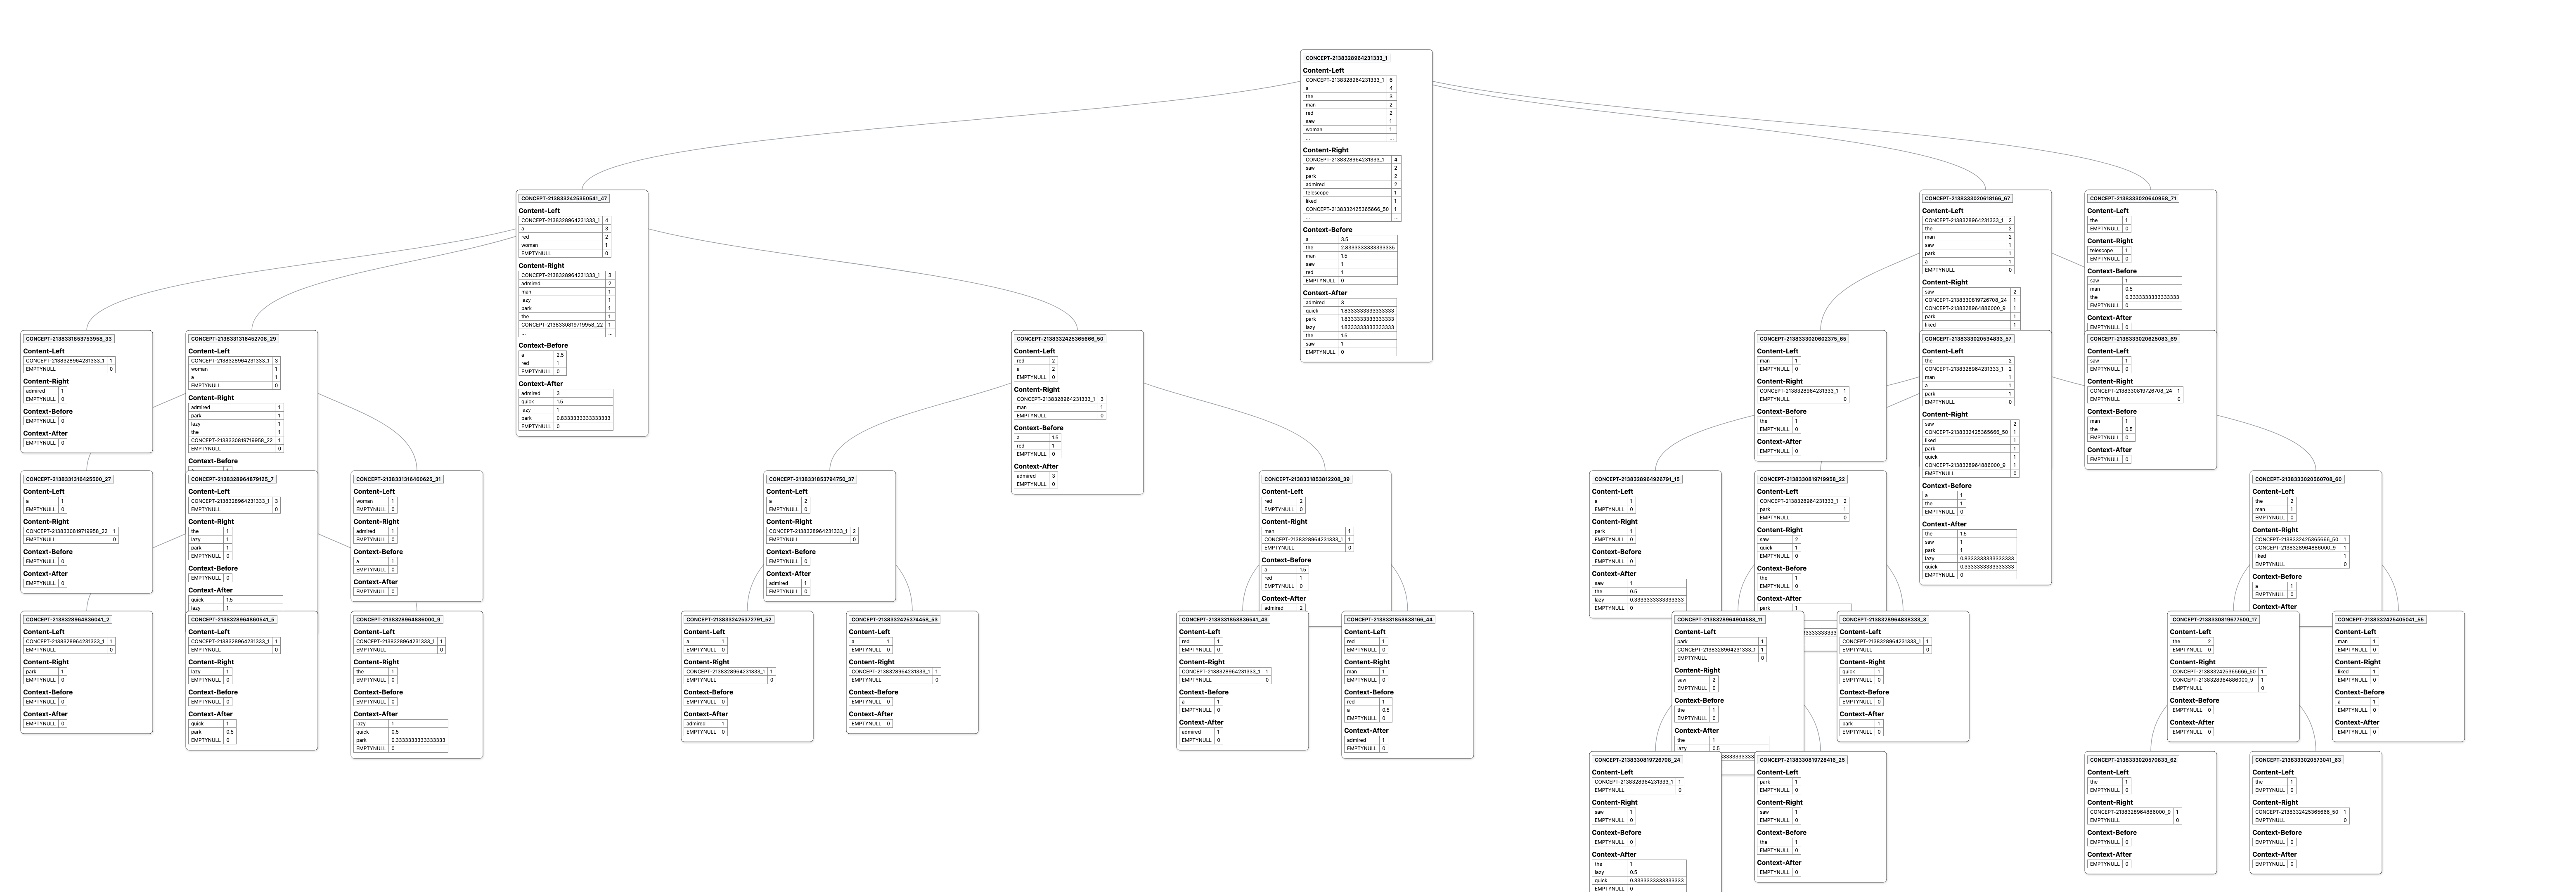 CONCEPT-2138328964231333_1
Content-Left
CONCEPT-2138328964231333_1 6
a 4
the 3
man 2
red 2
saw 1
woman 1
... ...
Content-Right
CONCEPT-2138328964231333_1 4
saw 2
park 2
admired 2
telescope 1
liked 1
CONCEPT-2138332425365666_50 1
... ...
Context-Before
a 3.5
the 2.8333333333333335
man 1.5
saw 1
red 1
EMPTYNULL 0
Context-After
admired 3
quick 1.8333333333333333
park 1.8333333333333333
lazy 1.8333333333333333
the 1.5
saw 1
EMPTYNULL 0
CONCEPT-2138332425350541_47
Content-Left
CONCEPT-2138328964231333_1 4
a 3
red 2
woman 1
EMPTYNULL 0
Content-Right
CONCEPT-2138328964231333_1 3
admired 2
man 1
lazy 1
park 1
the 1
CONCEPT-2138330819719958_22 1
... ...
Context-Before
a 2.5
red 1
EMPTYNULL 0
Context-After
admired 3
quick 1.5
lazy 1
park 0.8333333333333333
EMPTYNULL 0
CONCEPT-2138333020618166_67
Content-Left
CONCEPT-2138328964231333_1 2
the 2
man 2
saw 1
park 1
a 1
EMPTYNULL 0
Content-Right
saw 2
CONCEPT-2138330819726708_24 1
CONCEPT-2138328964886000_9 1
park 1
liked 1
CONCEPT-2138333020640958_71
Content-Left
the 1
EMPTYNULL 0
Content-Right
telescope 1
EMPTYNULL 0
Context-Before
saw 1
man 0.5
the 0.3333333333333333
EMPTYNULL 0
Context-After
EMPTYNULL 0
CONCEPT-2138331853753958_33
Content-Left
CONCEPT-2138328964231333_1 1
EMPTYNULL 0
Content-Right
admired 1
EMPTYNULL 0
Context-Before
EMPTYNULL 0
Context-After
EMPTYNULL 0
CONCEPT-2138331316452708_29
Content-Left
CONCEPT-2138328964231333_1 3
woman 1
a 1
EMPTYNULL 0
Content-Right
admired 1
park 1
lazy 1
the 1
CONCEPT-2138330819719958_22 1
EMPTYNULL 0
Context-Before
CONCEPT-2138332425365666_50
Content-Left
red 2
a 2
EMPTYNULL 0
Content-Right
CONCEPT-2138328964231333_1 3
man 1
EMPTYNULL 0
Context-Before
a 1.5
red 1
EMPTYNULL 0
Context-After
admired 3
EMPTYNULL 0
CONCEPT-2138333020602375_65
Content-Left
man 1
EMPTYNULL 0
Content-Right
CONCEPT-2138328964231333_1 1
EMPTYNULL 0
Context-Before
the 1
EMPTYNULL 0
Context-After
EMPTYNULL 0
CONCEPT-2138333020534833_57
Content-Left
the 2
CONCEPT-2138328964231333_1 2
man 1
a 1
park 1
EMPTYNULL 0
Content-Right
saw 2
CONCEPT-2138332425365666_50 1
liked 1
park 1
quick 1
CONCEPT-2138328964886000_9 1
EMPTYNULL 0
Context-Before
a 1
the 1
EMPTYNULL 0
Context-After
the 1.5
saw 1
park 1
lazy 0.8333333333333333
quick 0.3333333333333333
EMPTYNULL 0
CONCEPT-2138333020625083_69
Content-Left
saw 1
EMPTYNULL 0
Content-Right
CONCEPT-2138330819726708_24 1
EMPTYNULL 0
Context-Before
man 1
the 0.5
EMPTYNULL 0
Context-After
EMPTYNULL 0
CONCEPT-2138331316425500_27
Content-Left
a 1
EMPTYNULL 0
Content-Right
CONCEPT-2138330819719958_22 1
EMPTYNULL 0
Context-Before
EMPTYNULL 0
Context-After
EMPTYNULL 0
CONCEPT-2138328964879125_7
Content-Left
CONCEPT-2138328964231333_1 3
EMPTYNULL 0
Content-Right
the 1
lazy 1
park 1
EMPTYNULL 0
Context-Before
EMPTYNULL 0
Context-After
quick 1.5
lazy 1
CONCEPT-2138331316460625_31
Content-Left
woman 1
EMPTYNULL 0
Content-Right
admired 1
EMPTYNULL 0
Context-Before
a 1
EMPTYNULL 0
Context-After
EMPTYNULL 0
CONCEPT-2138331853794750_37
Content-Left
a 2
EMPTYNULL 0
Content-Right
CONCEPT-2138328964231333_1 2
EMPTYNULL 0
Context-Before
EMPTYNULL 0
Context-After
admired 1
EMPTYNULL 0
CONCEPT-2138331853812208_39
Content-Left
red 2
EMPTYNULL 0
Content-Right
man 1
CONCEPT-2138328964231333_1 1
EMPTYNULL 0
Context-Before
a 1.5
red 1
EMPTYNULL 0
Context-After
admired 2
CONCEPT-2138328964926791_15
Content-Left
a 1
EMPTYNULL 0
Content-Right
park 1
EMPTYNULL 0
Context-Before
EMPTYNULL 0
Context-After
saw 1
the 0.5
lazy 0.3333333333333333
EMPTYNULL 0
CONCEPT-2138330819719958_22
Content-Left
CONCEPT-2138328964231333_1 2
park 1
EMPTYNULL 0
Content-Right
saw 2
quick 1
EMPTYNULL 0
Context-Before
the 1
EMPTYNULL 0
Context-After
park 1
CONCEPT-2138333020560708_60
Content-Left
the 2
man 1
EMPTYNULL 0
Content-Right
CONCEPT-2138332425365666_50 1
CONCEPT-2138328964886000_9 1
liked 1
EMPTYNULL 0
Context-Before
a 1
EMPTYNULL 0
Context-After
CONCEPT-2138328964836041_2
Content-Left
CONCEPT-2138328964231333_1 1
EMPTYNULL 0
Content-Right
park 1
EMPTYNULL 0
Context-Before
EMPTYNULL 0
Context-After
EMPTYNULL 0
CONCEPT-2138328964860541_5
Content-Left
CONCEPT-2138328964231333_1 1
EMPTYNULL 0
Content-Right
lazy 1
EMPTYNULL 0
Context-Before
EMPTYNULL 0
Context-After
quick 1
park 0.5
EMPTYNULL 0
CONCEPT-2138328964886000_9
Content-Left
CONCEPT-2138328964231333_1 1
EMPTYNULL 0
Content-Right
the 1
EMPTYNULL 0
Context-Before
EMPTYNULL 0
Context-After
lazy 1
quick 0.5
park 0.3333333333333333
EMPTYNULL 0
CONCEPT-2138332425372791_52
Content-Left
a 1
EMPTYNULL 0
Content-Right
CONCEPT-2138328964231333_1 1
EMPTYNULL 0
Context-Before
EMPTYNULL 0
Context-After
admired 1
EMPTYNULL 0
CONCEPT-2138332425374458_53
Content-Left
a 1
EMPTYNULL 0
Content-Right
CONCEPT-2138328964231333_1 1
EMPTYNULL 0
Context-Before
EMPTYNULL 0
Context-After
EMPTYNULL 0
CONCEPT-2138331853836541_43
Content-Left
red 1
EMPTYNULL 0
Content-Right
CONCEPT-2138328964231333_1 1
EMPTYNULL 0
Context-Before
a 1
EMPTYNULL 0
Context-After
admired 1
EMPTYNULL 0
CONCEPT-2138331853838166_44
Content-Left
red 1
EMPTYNULL 0
Content-Right
man 1
EMPTYNULL 0
Context-Before
red 1
a 0.5
EMPTYNULL 0
Context-After
admired 1
EMPTYNULL 0
CONCEPT-2138328964904583_11
Content-Left
park 1
CONCEPT-2138328964231333_1 1
EMPTYNULL 0
Content-Right
saw 2
EMPTYNULL 0
Context-Before
the 1
EMPTYNULL 0
Context-After
the 1
lazy 0.5
CONCEPT-2138328964838333_3
Content-Left
CONCEPT-2138328964231333_1 1
EMPTYNULL 0
Content-Right
quick 1
EMPTYNULL 0
Context-Before
EMPTYNULL 0
Context-After
park 1
EMPTYNULL 0
CONCEPT-2138330819677500_17
Content-Left
the 2
EMPTYNULL 0
Content-Right
CONCEPT-2138332425365666_50 1
CONCEPT-2138328964886000_9 1
EMPTYNULL 0
Context-Before
EMPTYNULL 0
Context-After
EMPTYNULL 0
CONCEPT-2138332425405041_55
Content-Left
man 1
EMPTYNULL 0
Content-Right
liked 1
EMPTYNULL 0
Context-Before
a 1
EMPTYNULL 0
Context-After
EMPTYNULL 0
CONCEPT-2138330819726708_24
Content-Left
CONCEPT-2138328964231333_1 1
EMPTYNULL 0
Content-Right
saw 1
EMPTYNULL 0
Context-Before
EMPTYNULL 0
Context-After
the 1
lazy 0.5
quick 0.3333333333333333
EMPTYNULL 0
CONCEPT-2138330819728416_25
Content-Left
park 1
EMPTYNULL 0
Content-Right
saw 1
EMPTYNULL 0
Context-Before
the 1
EMPTYNULL 0
Context-After
EMPTYNULL 0
CONCEPT-2138333020570833_62
Content-Left
the 1
EMPTYNULL 0
Content-Right
CONCEPT-2138328964886000_9 1
EMPTYNULL 0
Context-Before
EMPTYNULL 0
Context-After
EMPTYNULL 0
CONCEPT-2138333020573041_63
Content-Left
the 1
EMPTYNULL 0
Content-Right
CONCEPT-2138332425365666_50 1
EMPTYNULL 0
Context-Before
EMPTYNULL 0
Context-After
EMPTYNULL 0